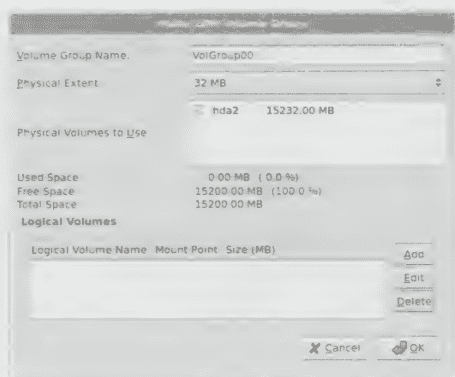 Volume Group Name:
VolGroup00
Physical Extent
32 MB
hda2 15232.00 MB
Physical Volumes to Use
Used Space 0.00 MB (0.0 %)
Free Space 15200.00 MB (100.0 %)
Total Space 15200.00 MB
Logical Volumes
Logical Volume Name Mount Point Size (MB)
Add
Edit
Delete
Cancel OK